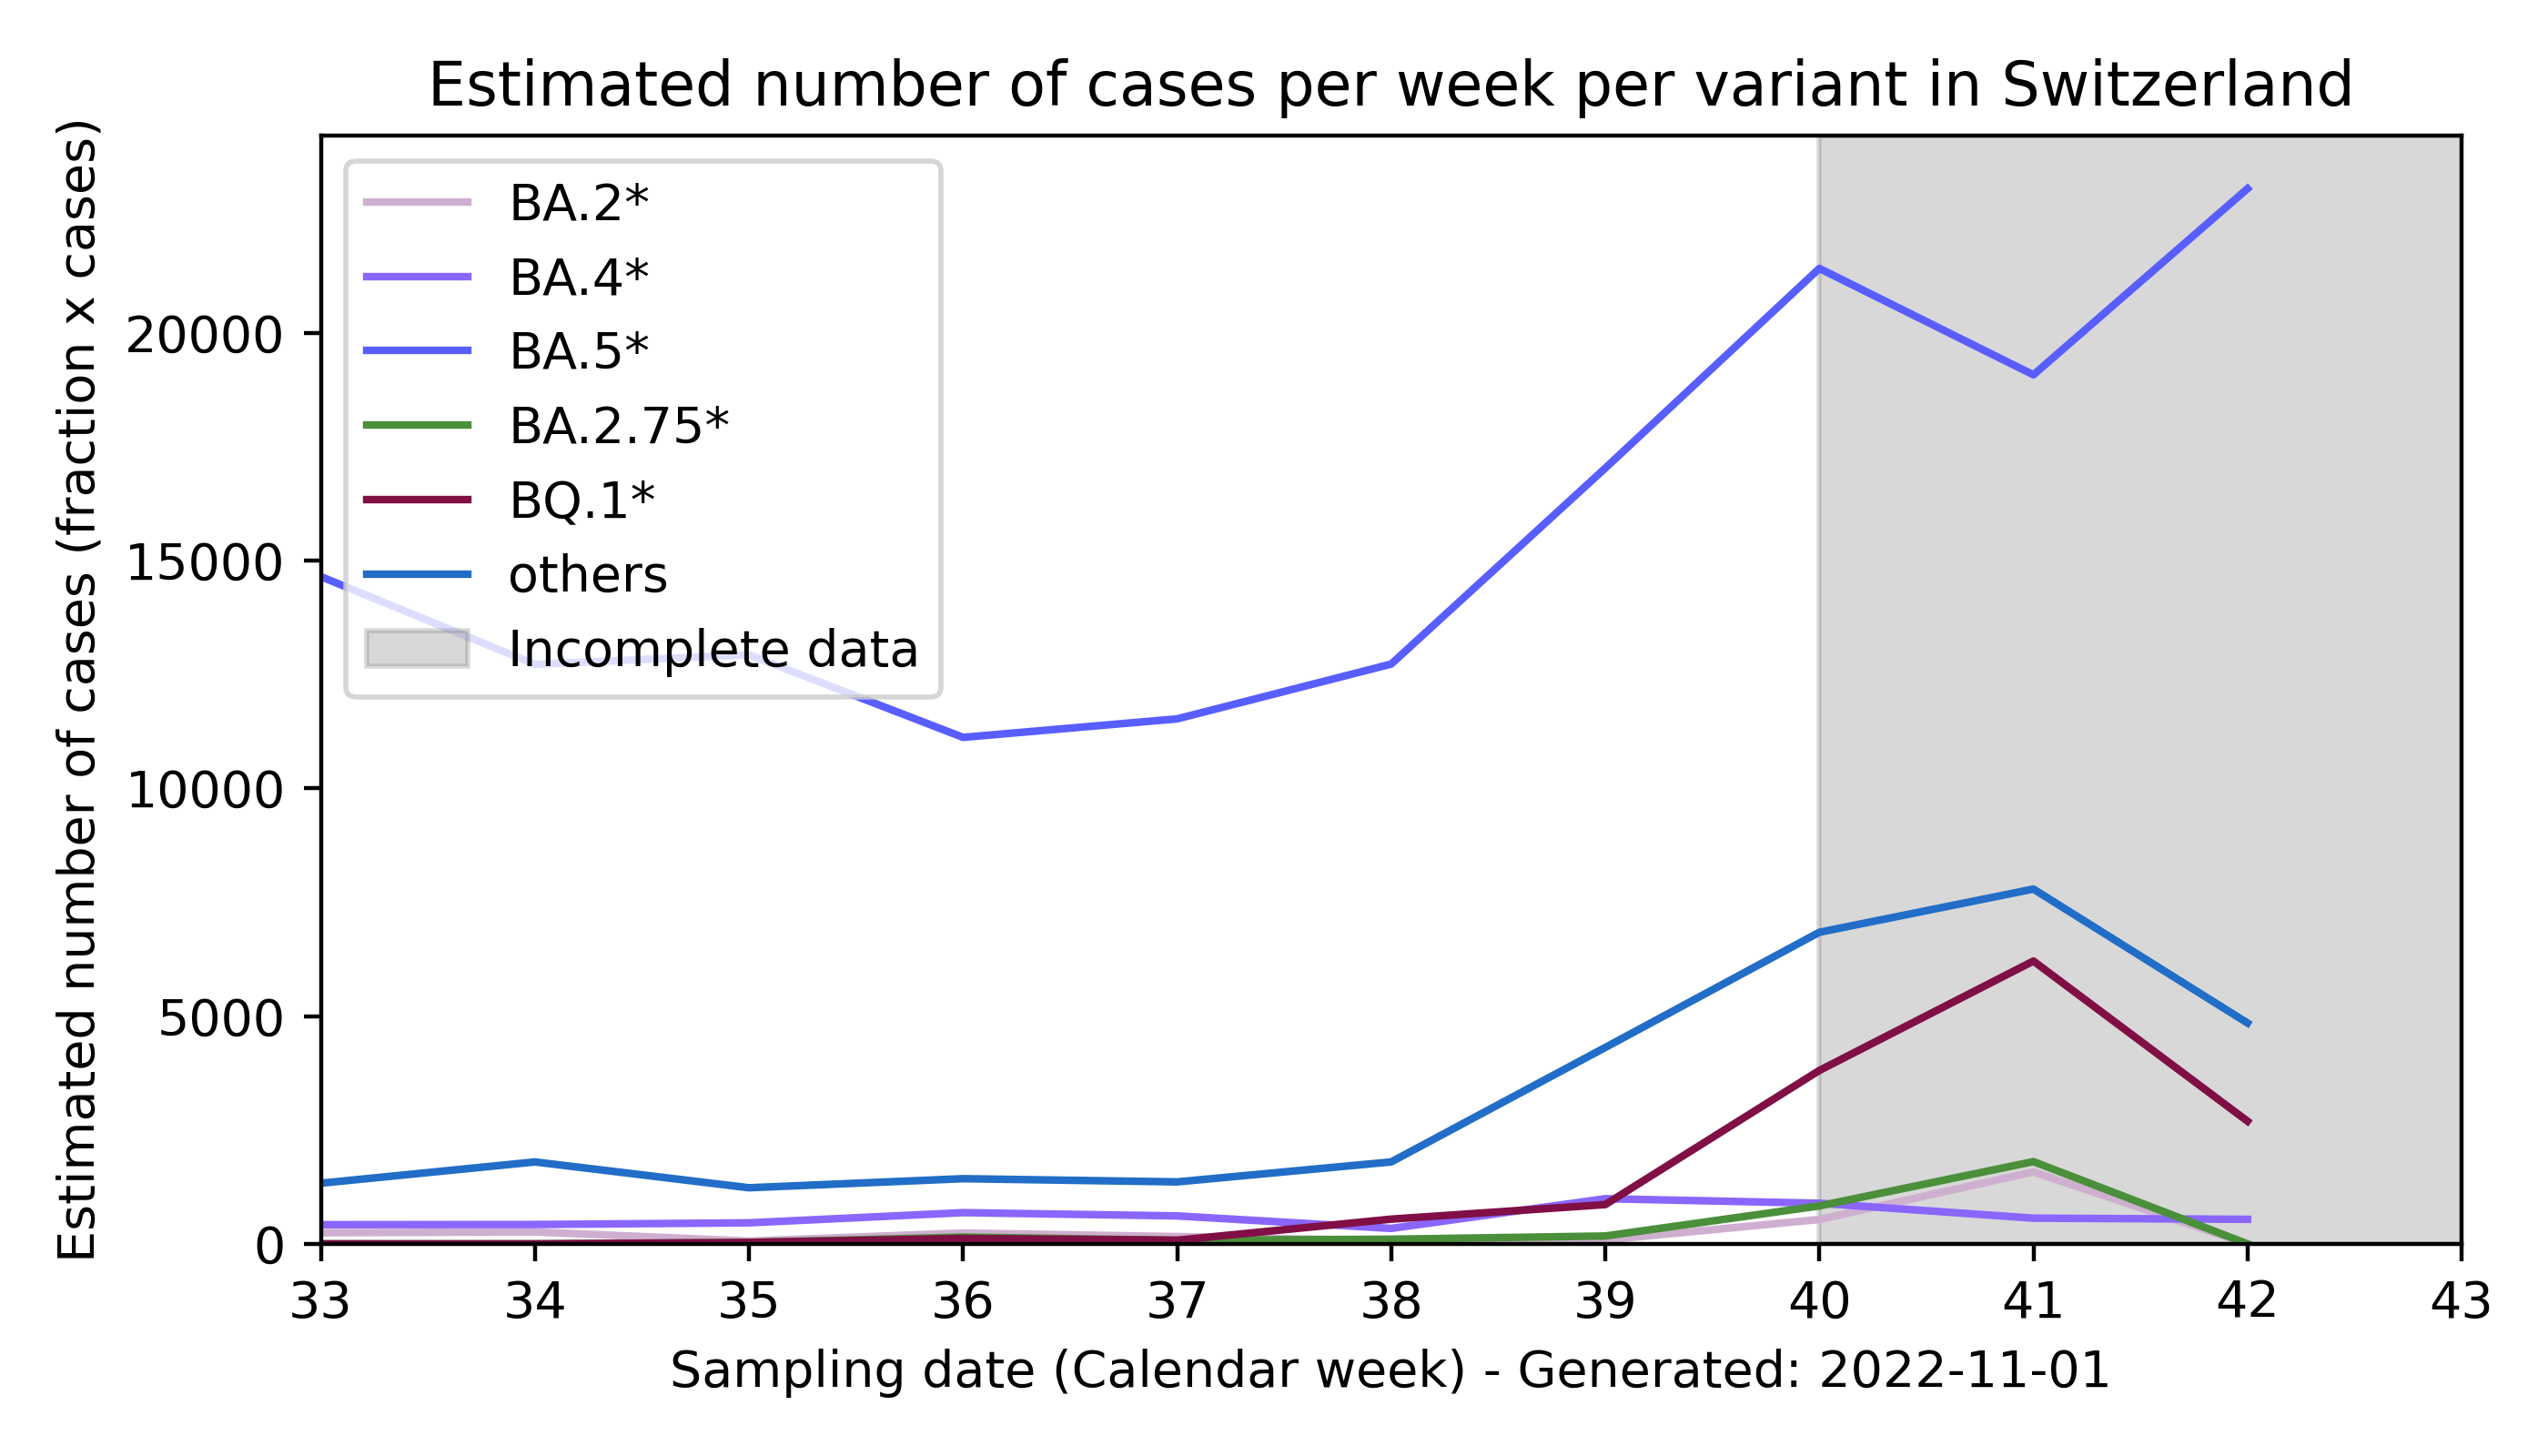 Estimated number of cases per week per variant in Switzerland
Estimated number of cases (fraction x cases)
20000
15000
10000
5000
0
BA.2*
BA.4*
BA.5*
BA.2.75*
BQ.1*
others
Incomplete data
33 34 35 36 37 38 39 40 41 42 43
Sampling date (Calendar week) - Generated: 2022-11-01